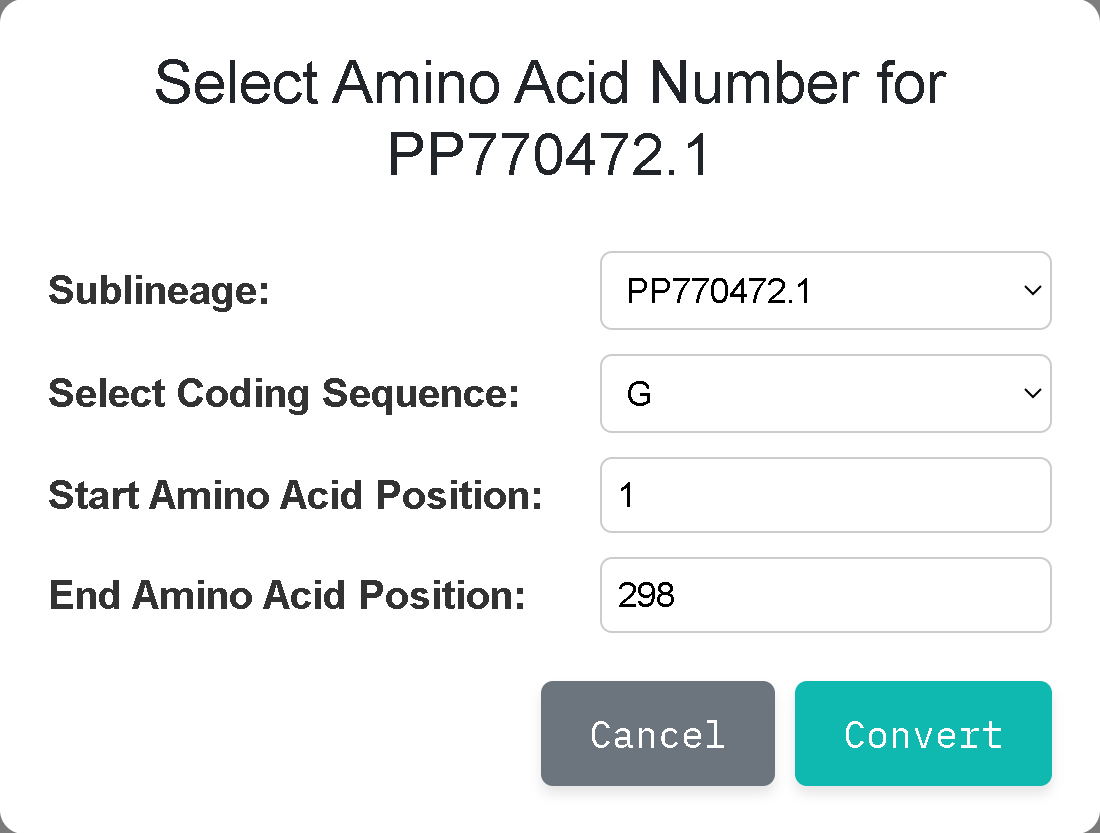 Select Amino Acid Number for
PP770472.1
Sublineage:
PP770472.1
Select Coding Sequence:
G
Start Amino Acid Position:
1
End Amino Acid Position:
298
Cancel
Convert